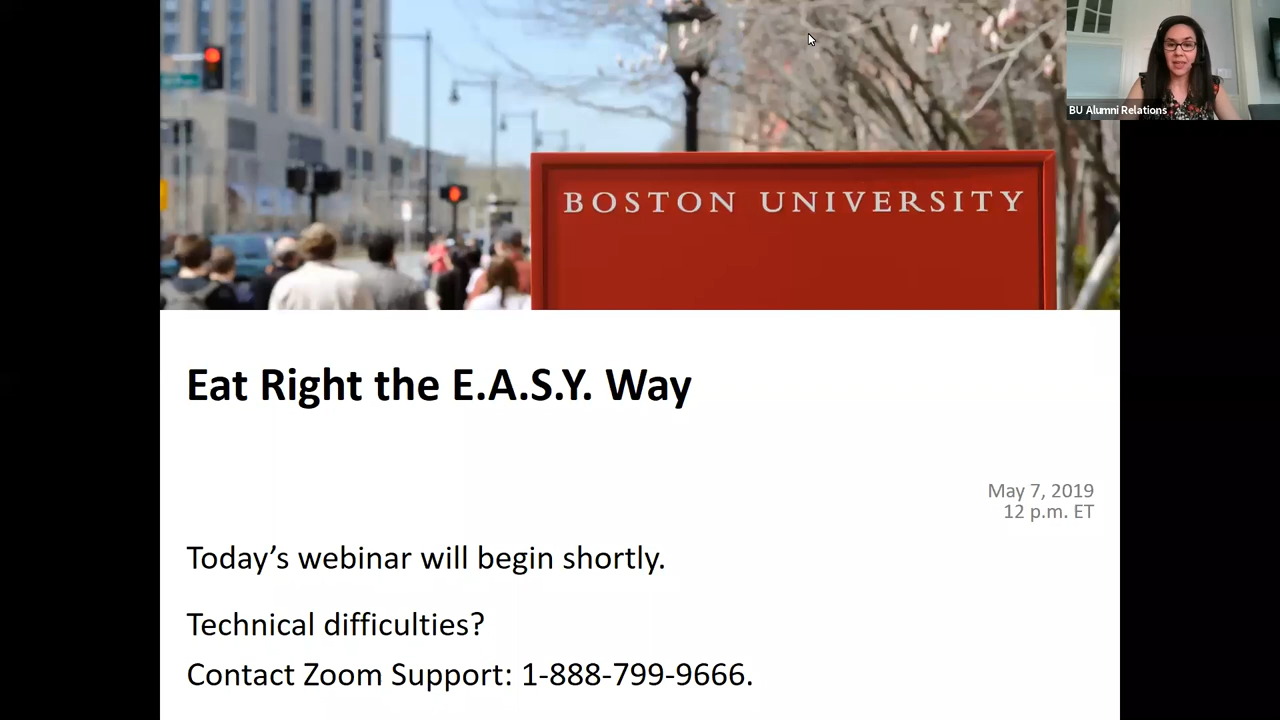 BU Alumni Relations
BOSTON UNIVERSITY
Eat Right the E.A.S.Y. Way
May 7, 2019
12 p.m. ET
Today’s webinar will begin shortly.
Technical difficulties?
Contact Zoom Support: 1-888-799-9666.